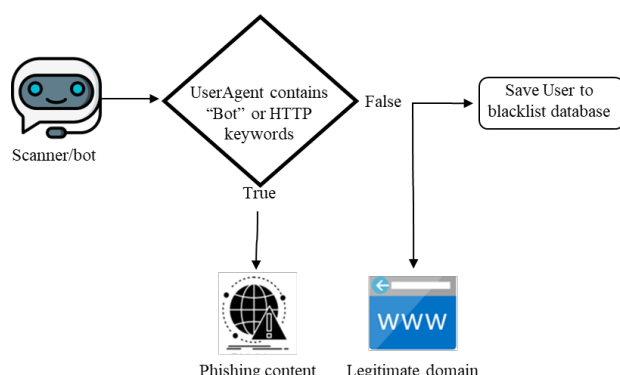 UserAgent contains
“Bot” or HTTP
keywords
False
Save User to
blacklist database
Scanner/bot
True
www
Phishing content
Legitimate domain